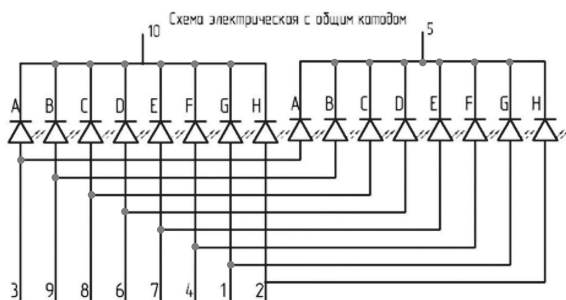 Схема электрическая с общим катодом
10 5
A B C D E F G H A B C D E F G H
3 9 8 6 7 4 1 2